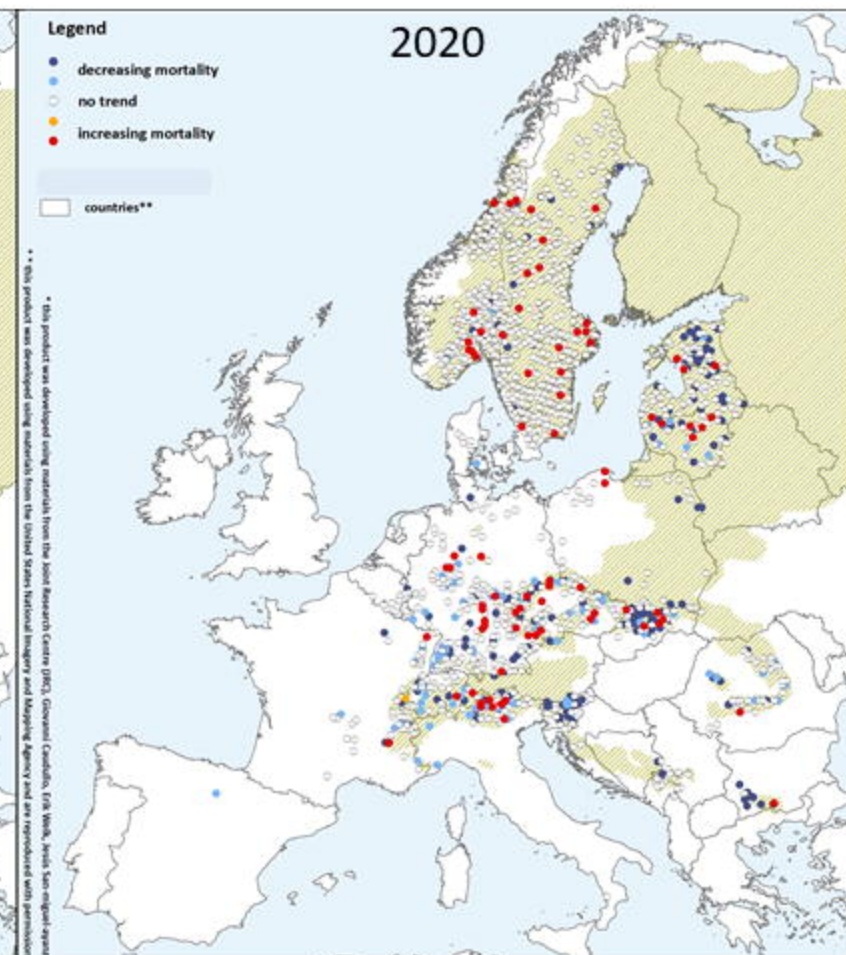 Legend
2020
decreasing mortality
no trend
increasing mortality
countries**
* this product was developed using materials from the Joint Research Centre (JRC), Giovanni Caudullo, Erik Welk, Jesús San-miguel-ayanz
** this product was developed using materials from the United States National Imagery and Mapping Agency and are reproduced with permission